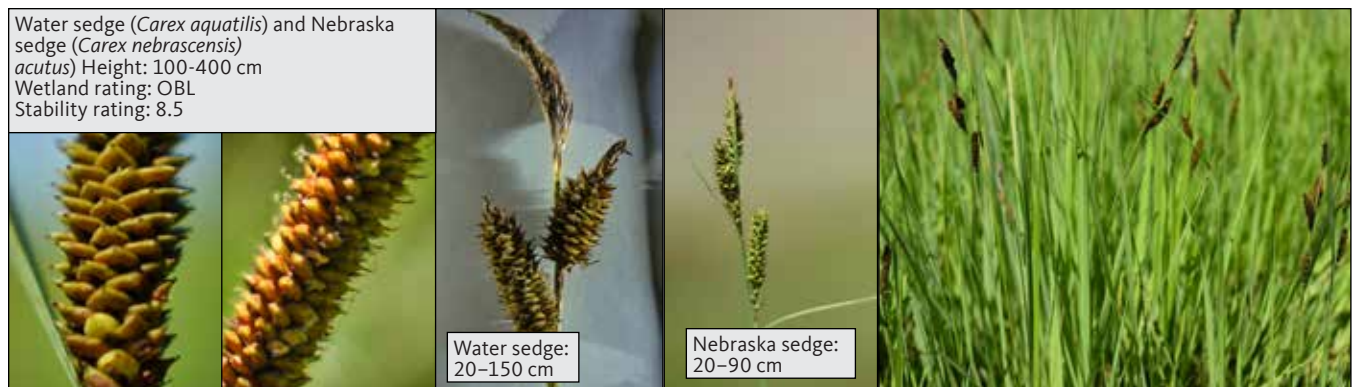 Water sedge (Carex aquatilis) and Nebraska
sedge (Carex nebrascensis)
acutus) Height: 100-400 cm
Wetland rating: OBL
Stability rating: 8.5
Water sedge:
20–150 cm
Nebraska sedge:
20–90 cm